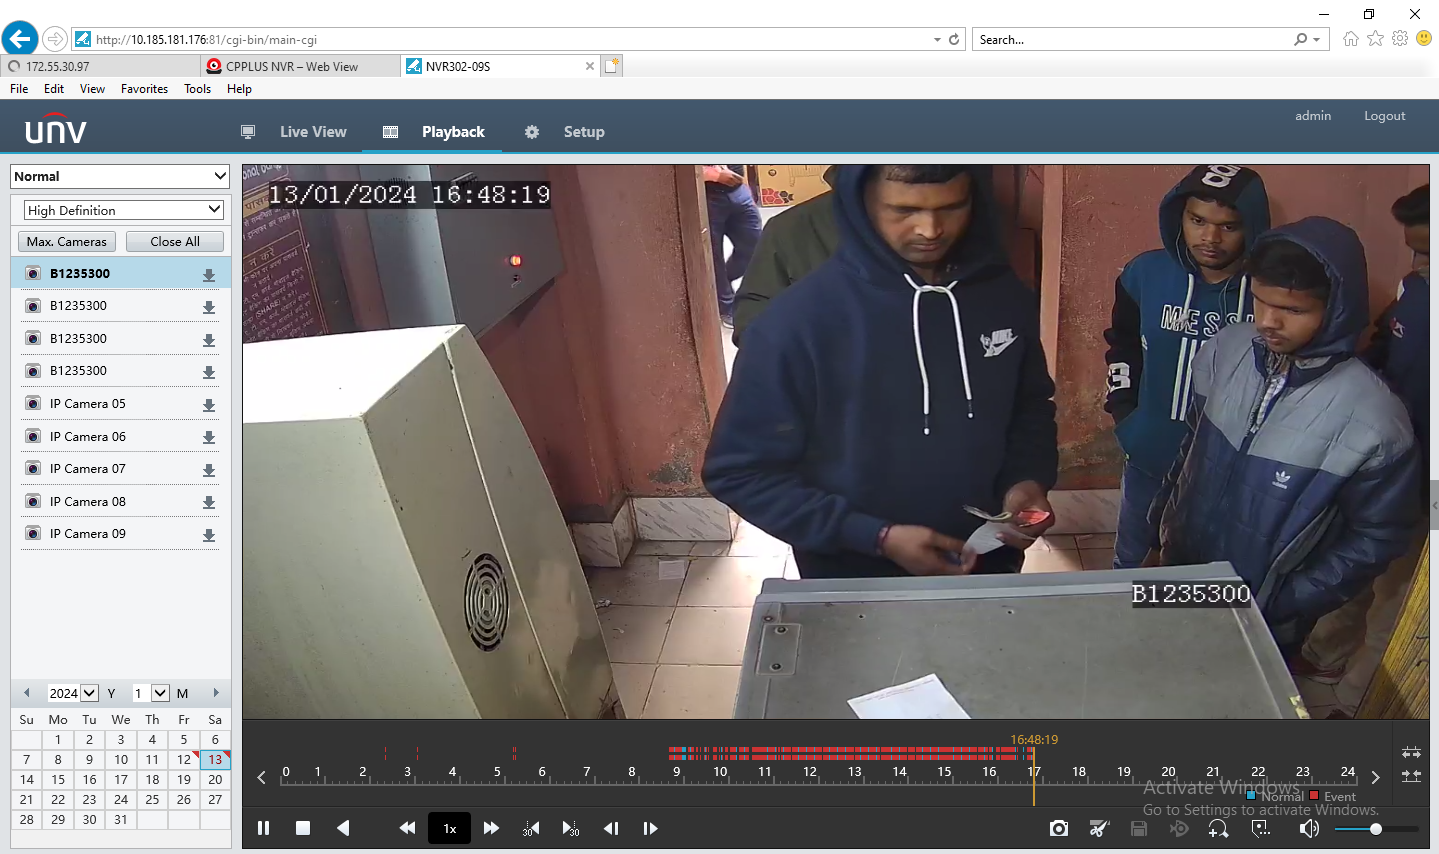 http://10.185.181.176:81/cgi-bin/main-cgi
Search...
172.55.30.97
CPPLUS NVR – Web View
NVR302-09S
File Edit View Favorites Tools Help
unv
Live View
Playback
Setup
admin
Logout
Normal
High Definition
Max. Cameras
Close All
B1235300
B1235300
B1235300
B1235300
IP Camera 05
IP Camera 06
IP Camera 07
IP Camera 08
IP Camera 09
2024 Y 1 M
Su Mo Tu We Th Fr Sa
1 2 3 4 5 6
7 8 9 10 11 12 13
14 15 16 17 18 19 20
21 22 23 24 25 26 27
28 29 30 31
13/01/2024 16:48:19
NIKE
MESSI
B1235300
16:48:19
0 1 2 3 4 5 6 7 8 9 10 11 12 13 14 15 16 17 18 19 20 21 22 23 24
Normal Event
Activate Windows
Go to Settings to activate Windows.
1x
30
30